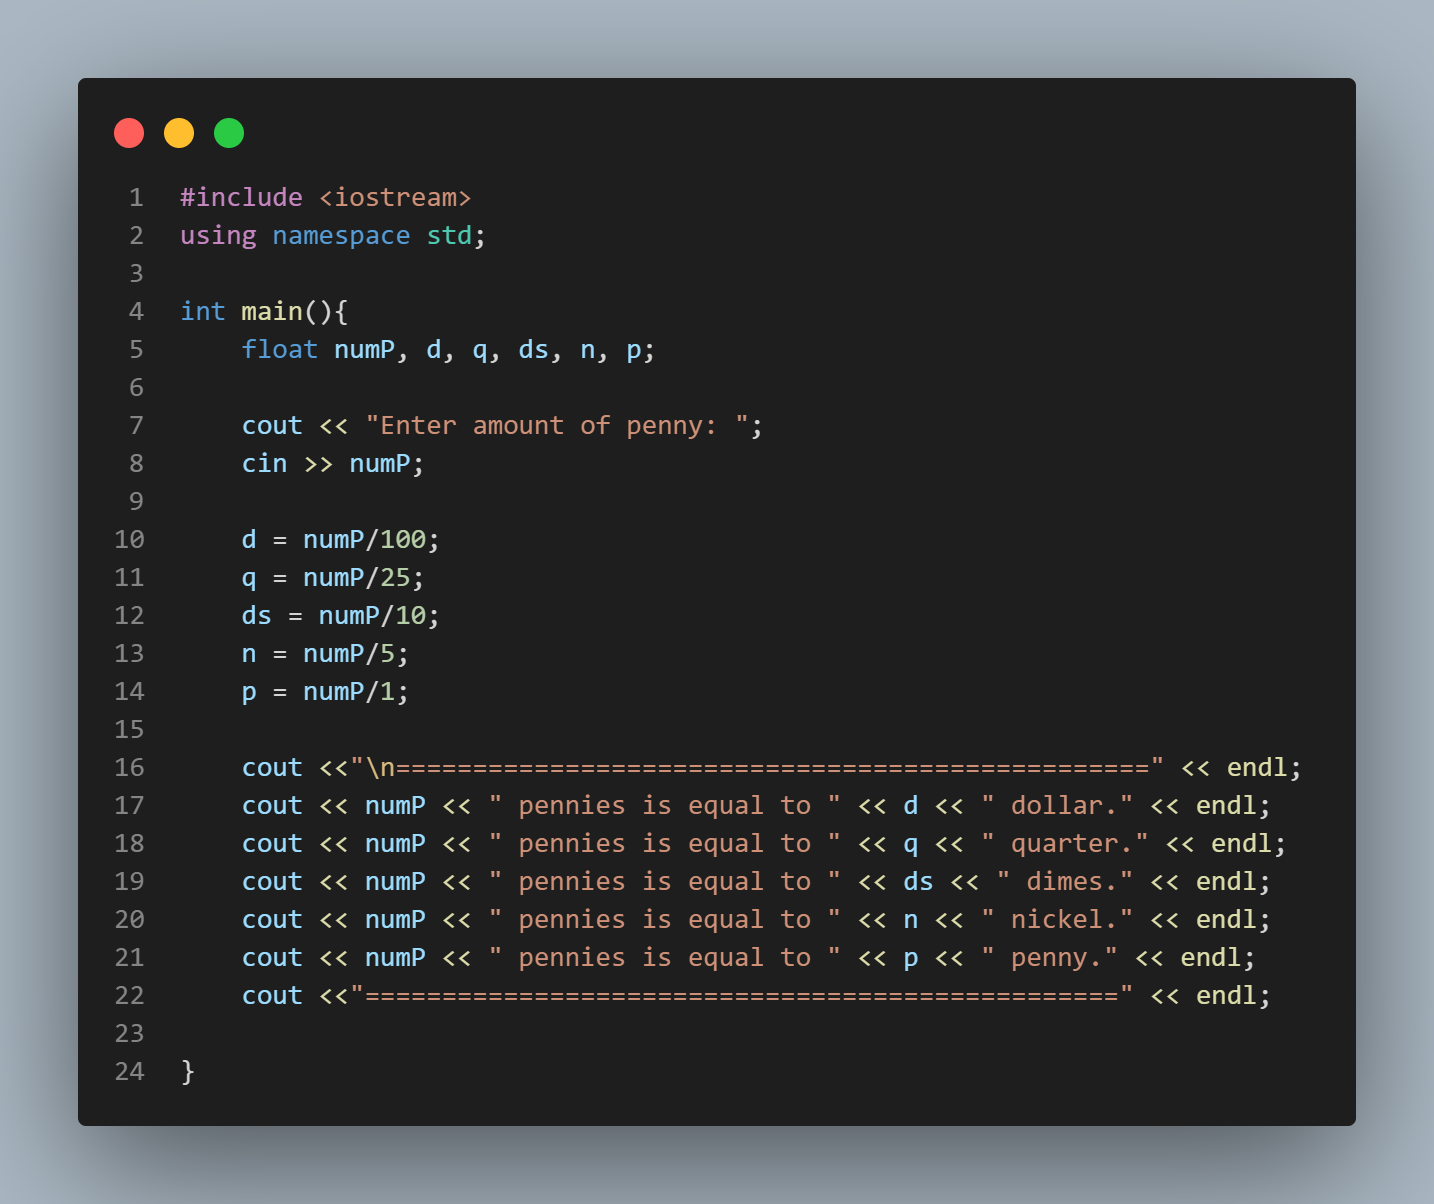 1 #include <iostream>
2 using namespace std;
3
4 int main(){
5     float numP, d, q, ds, n, p;
6
7     cout << "Enter amount of penny: ";
8     cin >> numP;
9
10     d = numP/100;
11     q = numP/25;
12     ds = numP/10;
13     n = numP/5;
14     p = numP/1;
15
16     cout <<"\n=================================================" << endl;
17     cout << numP << " pennies is equal to " << d << " dollar." << endl;
18     cout << numP << " pennies is equal to " << q << " quarter." << endl;
19     cout << numP << " pennies is equal to " << ds << " dimes." << endl;
20     cout << numP << " pennies is equal to " << n << " nickel." << endl;
21     cout << numP << " pennies is equal to " << p << " penny." << endl;
22     cout <<"=================================================" << endl;
23
24 }